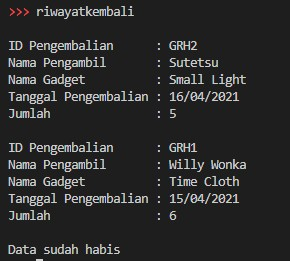 >>> riwayatkembali
ID Pengembalian : GRH2
Nama Pengambil : Sutetsu
Nama Gadget : Small Light
Tanggal Pengembalian : 16/04/2021
Jumlah : 5
ID Pengembalian : GRH1
Nama Pengambil : Willy Wonka
Nama Gadget : Time Cloth
Tanggal Pengembalian : 15/04/2021
Jumlah : 6
Data sudah habis